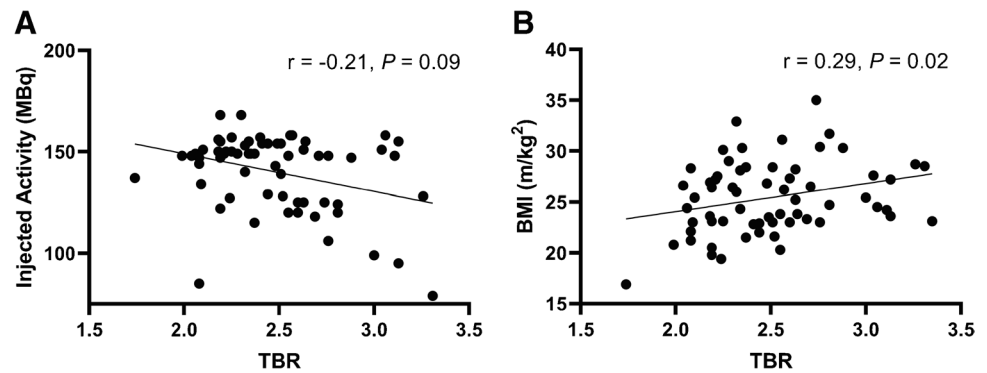 A
r = -0.21, P = 0.09
Injected Activity (MBq)
200
150
100
1.5 2.0 2.5 3.0 3.5
TBR
B
r = 0.29, P = 0.02
BMI (m/kg2)
40
35
30
25
20
15
1.5 2.0 2.5 3.0 3.5
TBR